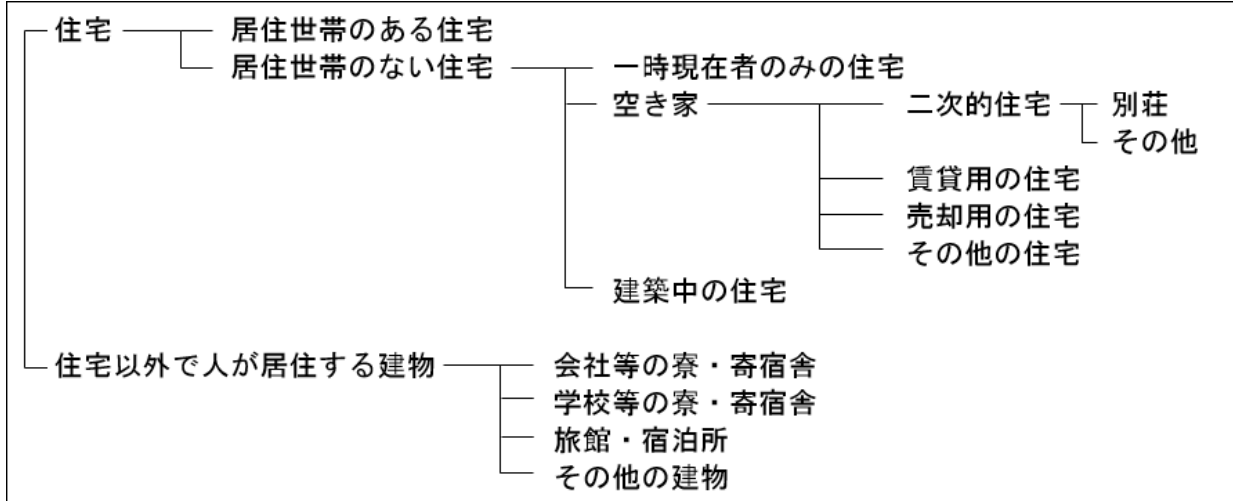 住宅 居住世帯のある住宅
居住世帯のない住宅 一時現在者のみの住宅
空き家 二次的住宅 別荘
その他
賃貸用の住宅
売却用の住宅
その他の住宅
建築中の住宅
住宅以外で人が居住する建物 会社等の寮・寄宿舎
学校等の寮・寄宿舎
旅館・宿泊所
その他の建物